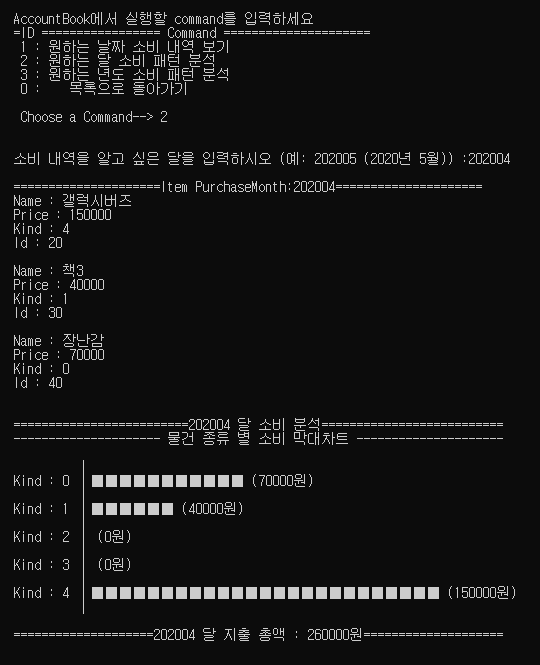 AccountBook에서 실행할 command를 입력하세요
=ID ================= Command =====================
1 : 원하는 날짜 소비 내역 보기
2 : 원하는 달 소비 패턴 분석
3 : 원하는 년도 소비 패턴 분석
0 :    목록으로 돌아가기
Choose a Command--> 2
소비 내역을 알고 싶은 달을 입력하시오 (예: 202005 (2020년 5월)) :202004
=====================Item PurchaseMonth:202004=====================
Name : 갤럭시버즈
Price : 150000
Kind : 4
Id : 20
Name : 책3
Price : 40000
Kind : 1
Id : 30
Name : 장난감
Price : 70000
Kind : 0
Id : 40
=========================202004 달 소비 분석==========================
--------------------- 물건 종류 별 소비 막대차트 ---------------------
Kind : 0 (70000원)
Kind : 1 (40000원)
Kind : 2 (0원)
Kind : 3 (0원)
Kind : 4 (150000원)
====================202004 달 지출 총액 : 260000원====================